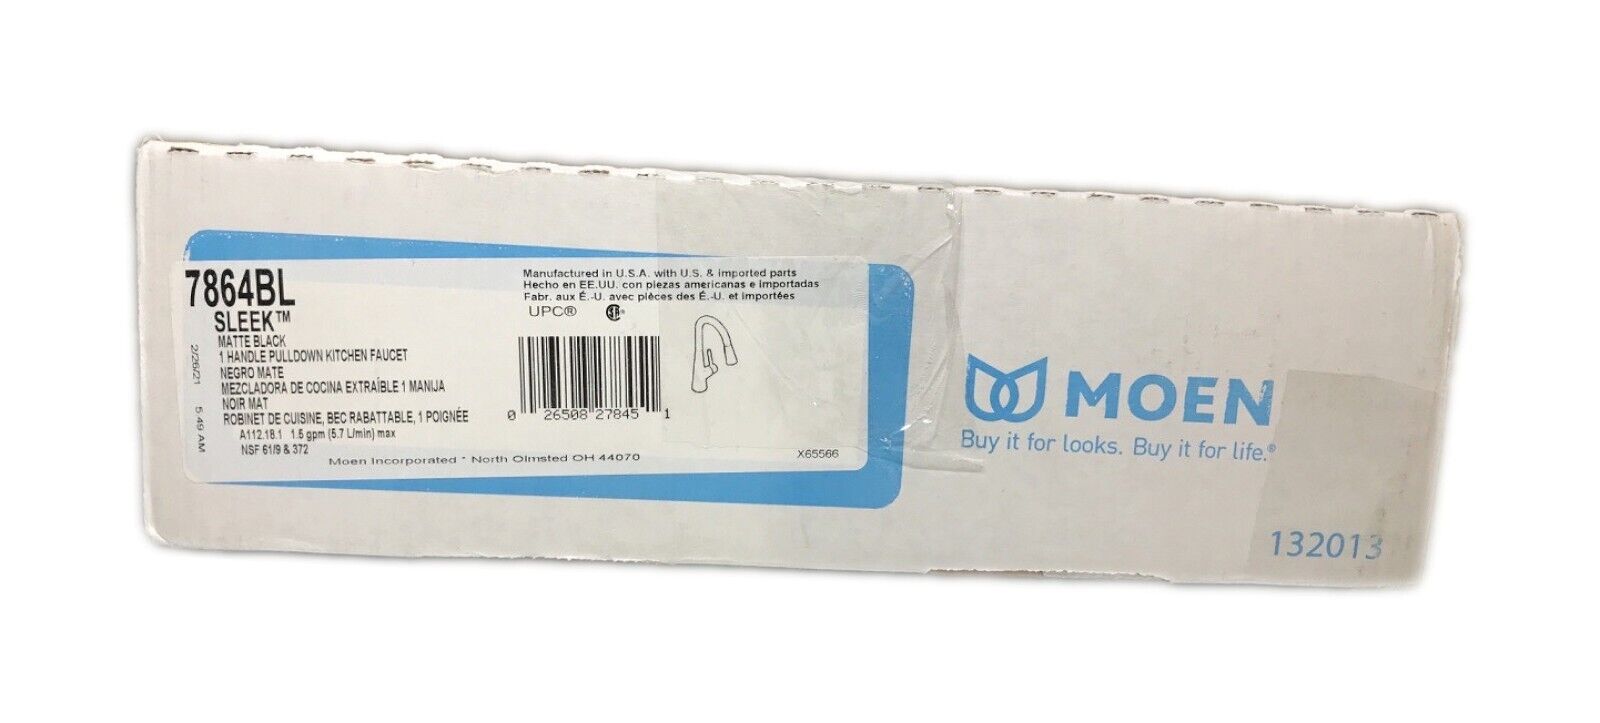 7864BL
SLEEK™
MATTE BLACK
1 HANDLE PULLDOWN KITCHEN FAUCET
NEGRO MATE
MEZCLADORA DE COCINA EXTRAÍBLE 1 MANIJA
NOIR MAT
ROBINET DE CUISINE, BEC RABATTABLE, 1 POIGNÉE
A112.18.1 1.5 gpm (5.7 L/min) max
NSF 61/9 & 372
2/26/21 5:49 AM
Manufactured in U.S.A. with U.S. & imported parts
Hecho en EE.UU. con piezas americanas e importadas
Fabr. aux É.-U. avec pièces des É.-U. et importées
UPC®
0 26508 27845 1
Moen Incorporated * North Olmsted OH 44070
X65566
MOEN
Buy it for looks. Buy it for life.®
132013